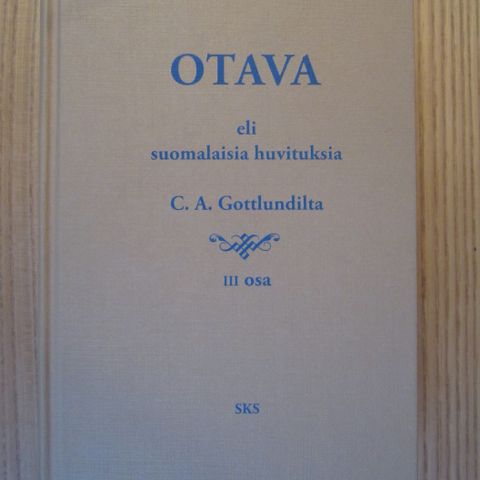 OTAVA
eli
suomalaisia huvituksia
C. A. Gottlundilta
III osa
SKS